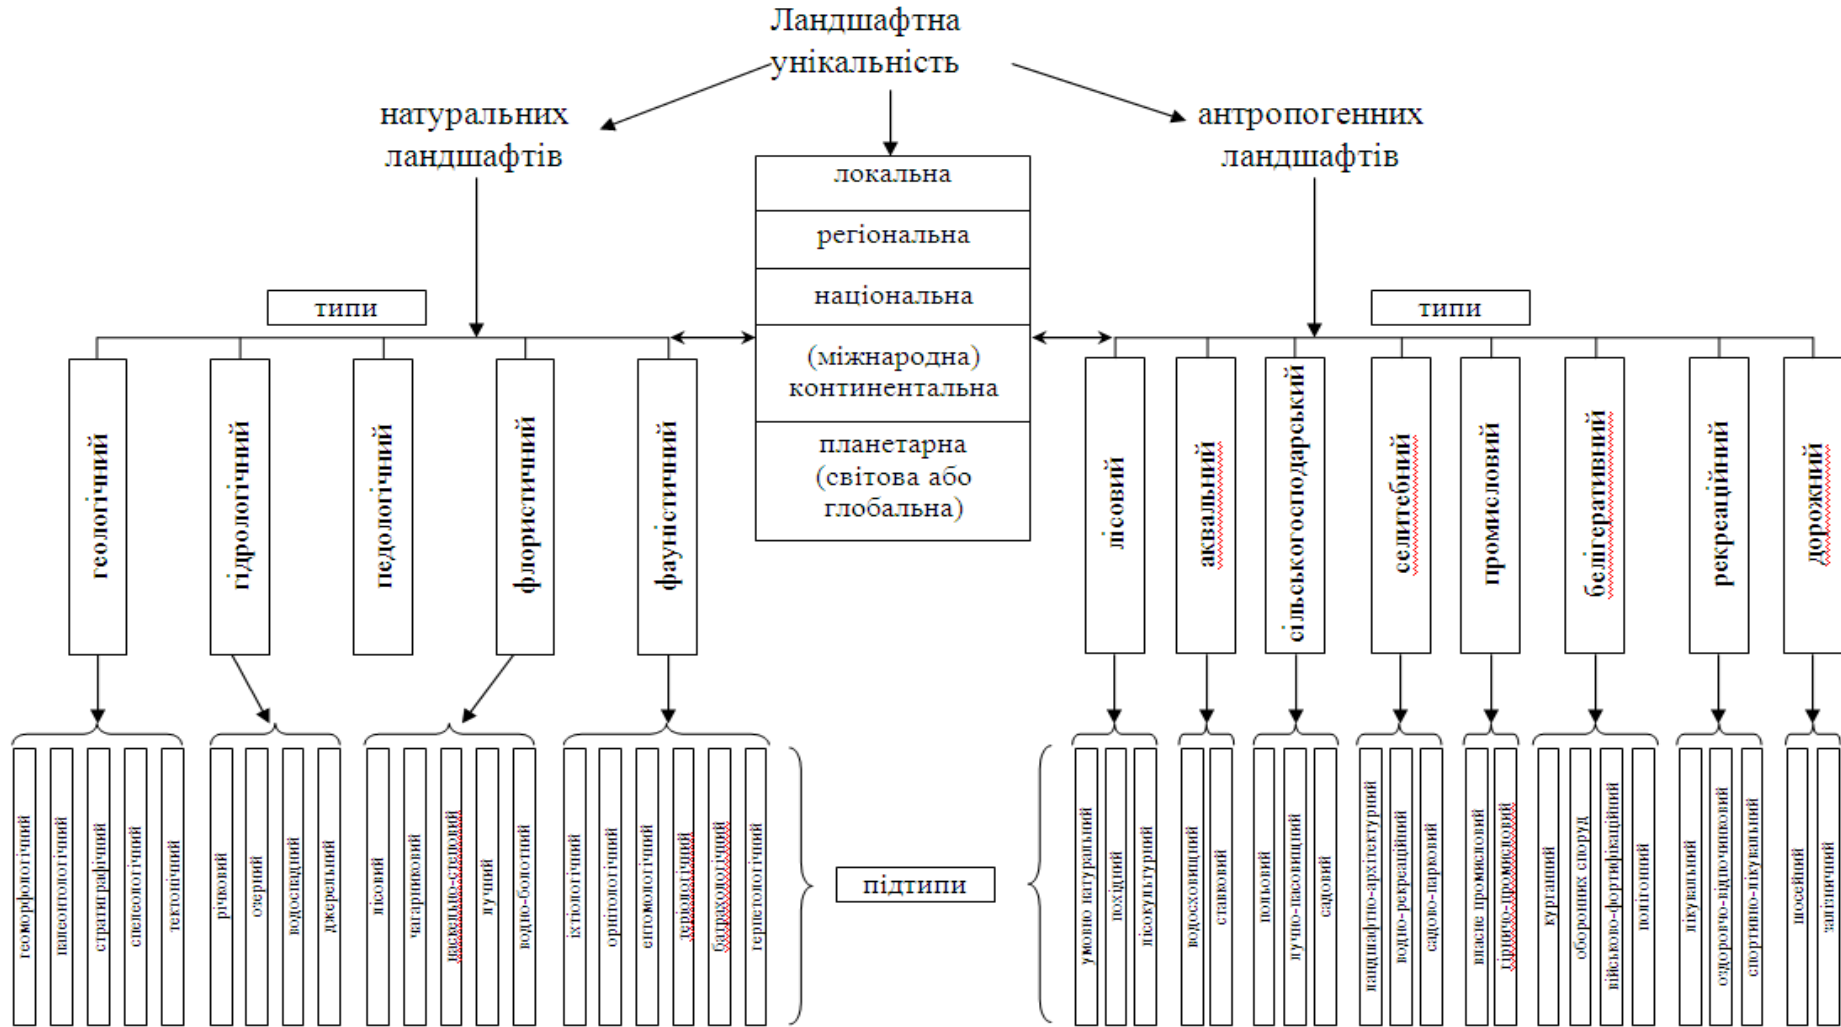 Ландшафтна
унікальність
натуральних
ландшафтів
антропогенних
ландшафтів
локальна
регіональна
національна
(міжнародна)
континентальна
планетарна
(світова або
глобальна)
типи
типи
геологічний
гідрологічний
педологічний
флористичний
фауністичний
лісовий
аквальний
сільськогосподарський
селитебний
промисловий
белігеративний
рекреаційний
дорожний
геоморфологічний
палеонтологічний
стратиграфічний
спелеологічний
тектонічний
річковий
озерний
водоспадний
джерельний
лісовий
чагарниковий
наскельно-степовий
лучний
водно-болотний
іхтіологічний
орнітологічний
ентомологічний
теріологічний
батрахологічний
герпетологічний
підтипи
умовно натуральний
похідний
лісокультурний
водосховищний
ставковий
польовий
лучно-пасовищний
садовий
ландшафтно-архітектурний
водно-рекреаційний
садово-парковий
власне промисловий
гірничо-промисловий
курганний
оборонних споруд
військово-фортифікаційний
полігонний
лікувальний
оздоровчо-відпочинковий
спортивно-лікувальний
шосейний
залізничний